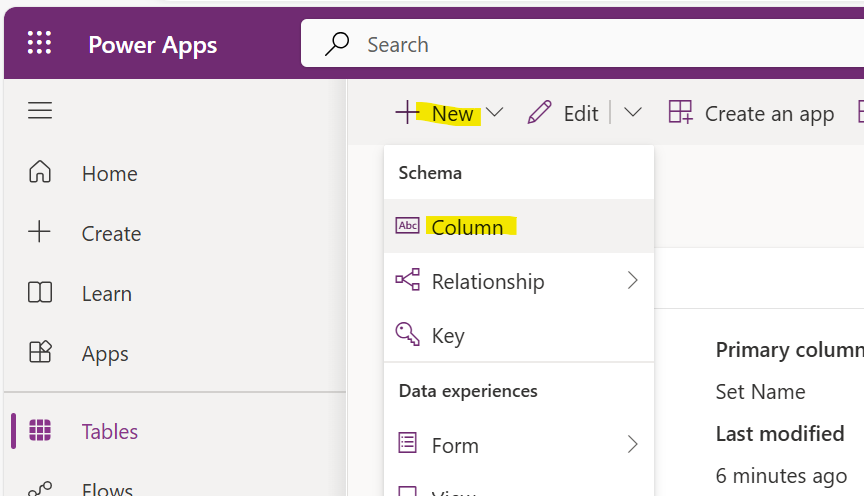 Power Apps
Search
New
Edit
Create an app
Home
Create
Learn
Apps
Tables
Flows
Schema
Abc
Column
Relationship
Key
Data experiences
Form
View
Primary column
Set Name
Last modified
6 minutes ago